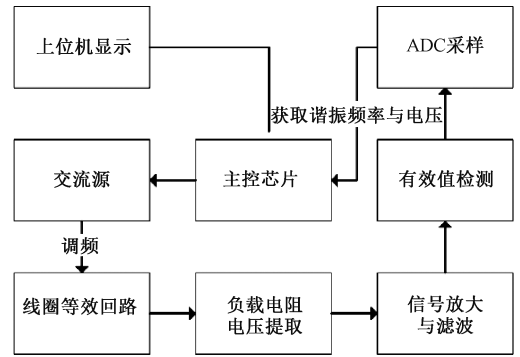 上位机显示
ADC采样
获取谐振频率与电压
交流源
主控芯片
有效值检测
调频
线圈等效回路
负载电阻
电压提取
信号放大
与滤波